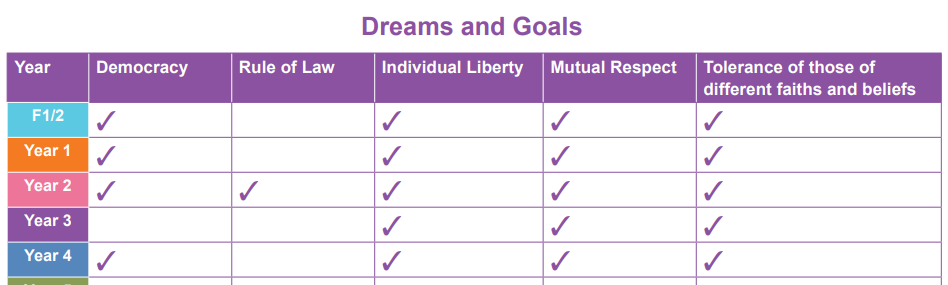 Dreams and Goals
Year Democracy Rule of Law Individual Liberty Mutual Respect Tolerance of those of
different faiths and beliefs
F1/2 ✓ ✓ ✓ ✓
Year 1 ✓ ✓ ✓ ✓
Year 2 ✓ ✓ ✓ ✓ ✓
Year 3 ✓ ✓ ✓
Year 4 ✓ ✓ ✓ ✓